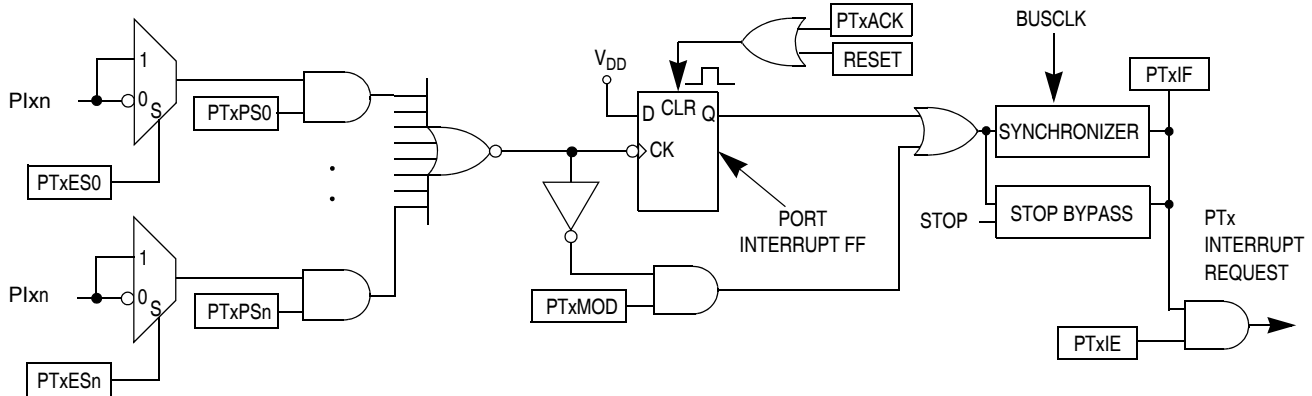 PTxACK
RESET
BUSCLK
PTxIF
VDD
PIxn
1
0
S
PTxPS0
PTxES0
D CLR Q
CK
SYNCHRONIZER
STOP BYPASS
STOP
PORT
INTERRUPT FF
PTx
INTERRUPT
REQUEST
PIxn
1
0
S
PTxPSn
PTxESn
PTxMOD
PTxIE